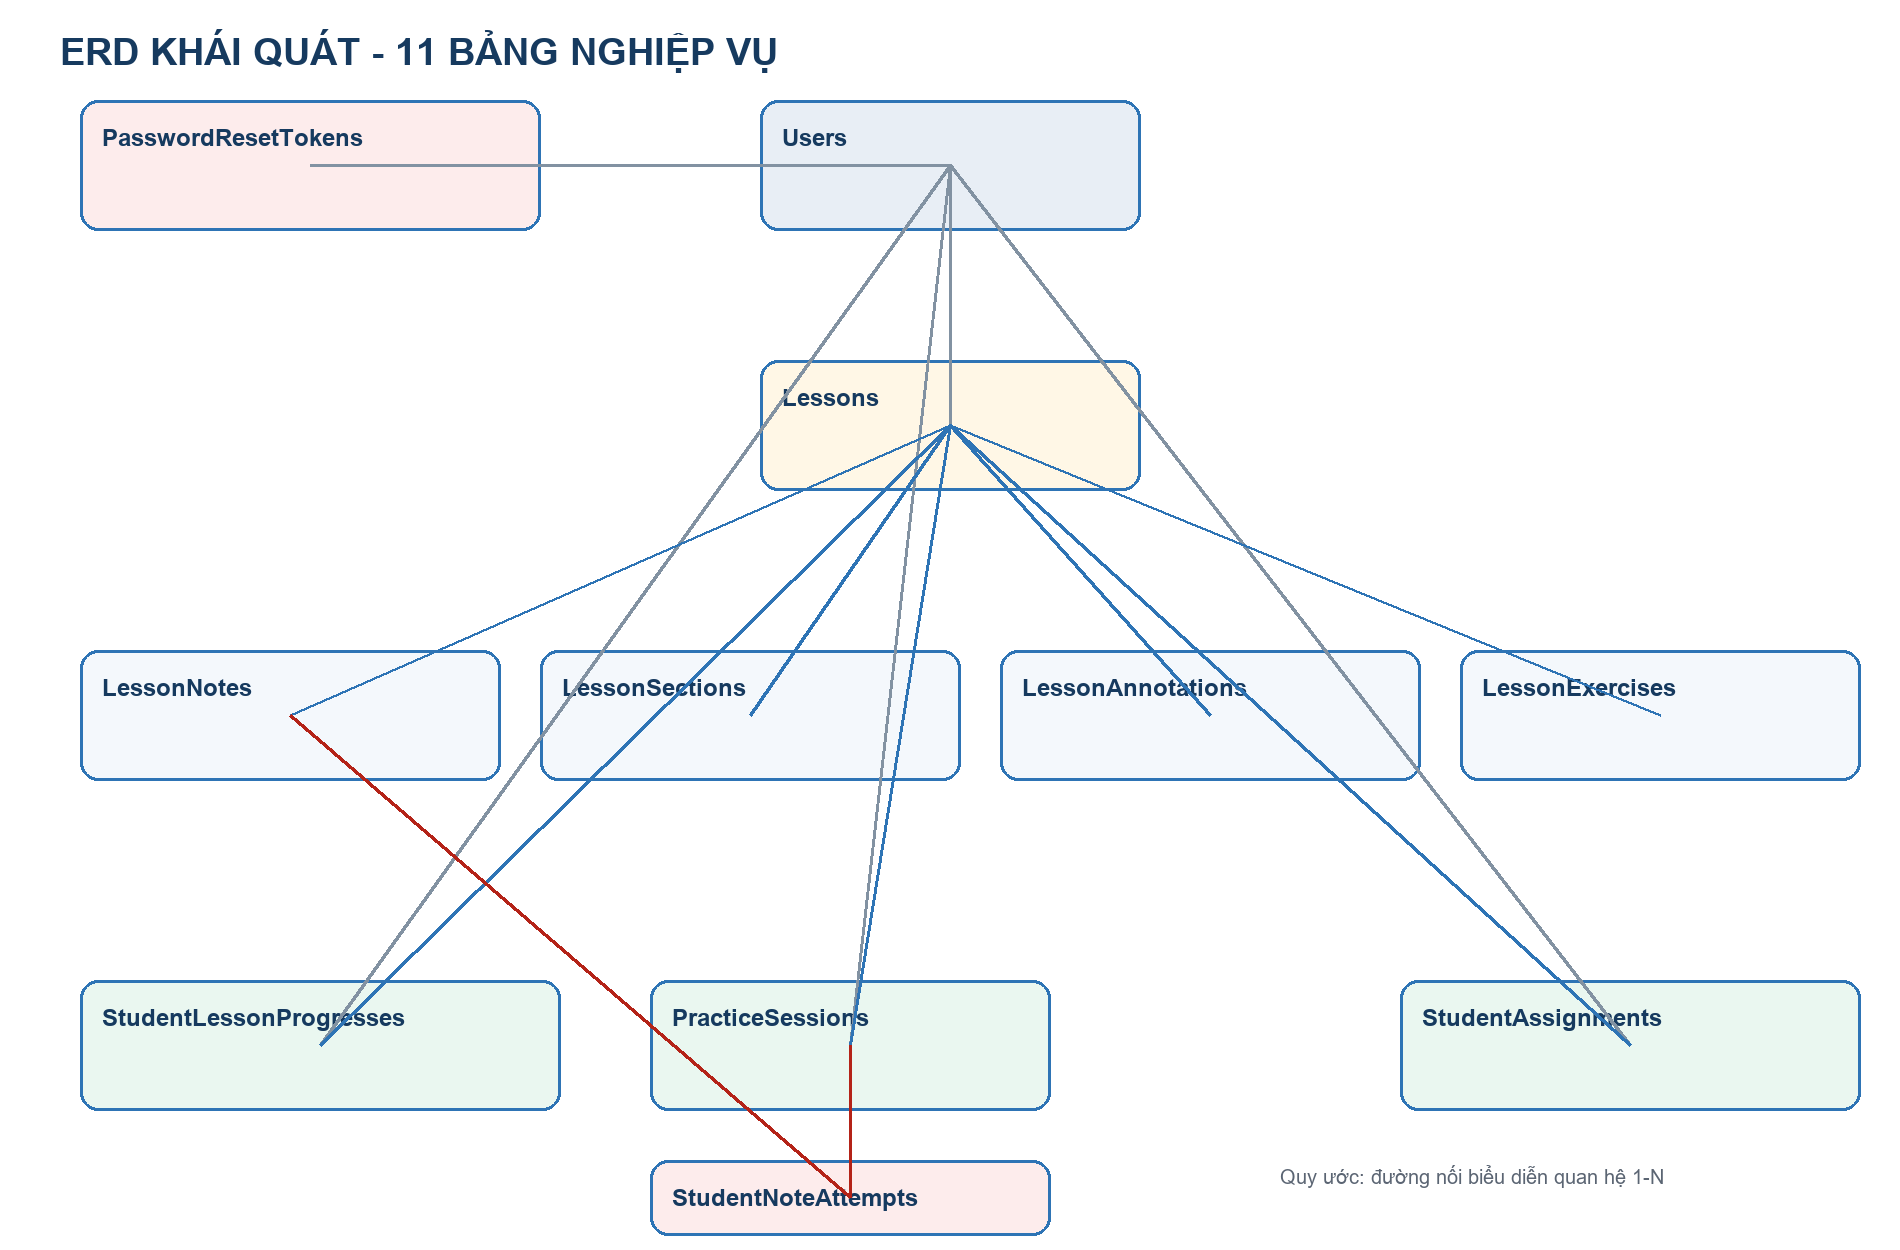 ERD KHÁI QUÁT - 11 BẢNG NGHIỆP VỤ
PasswordResetTokens
Users
Lessons
LessonNotes
LessonSections
LessonAnnotations
LessonExercises
StudentLessonProgresses
PracticeSessions
StudentAssignments
Quy ước: đường nối biểu diễn quan hệ 1-N
StudentNoteAttempts